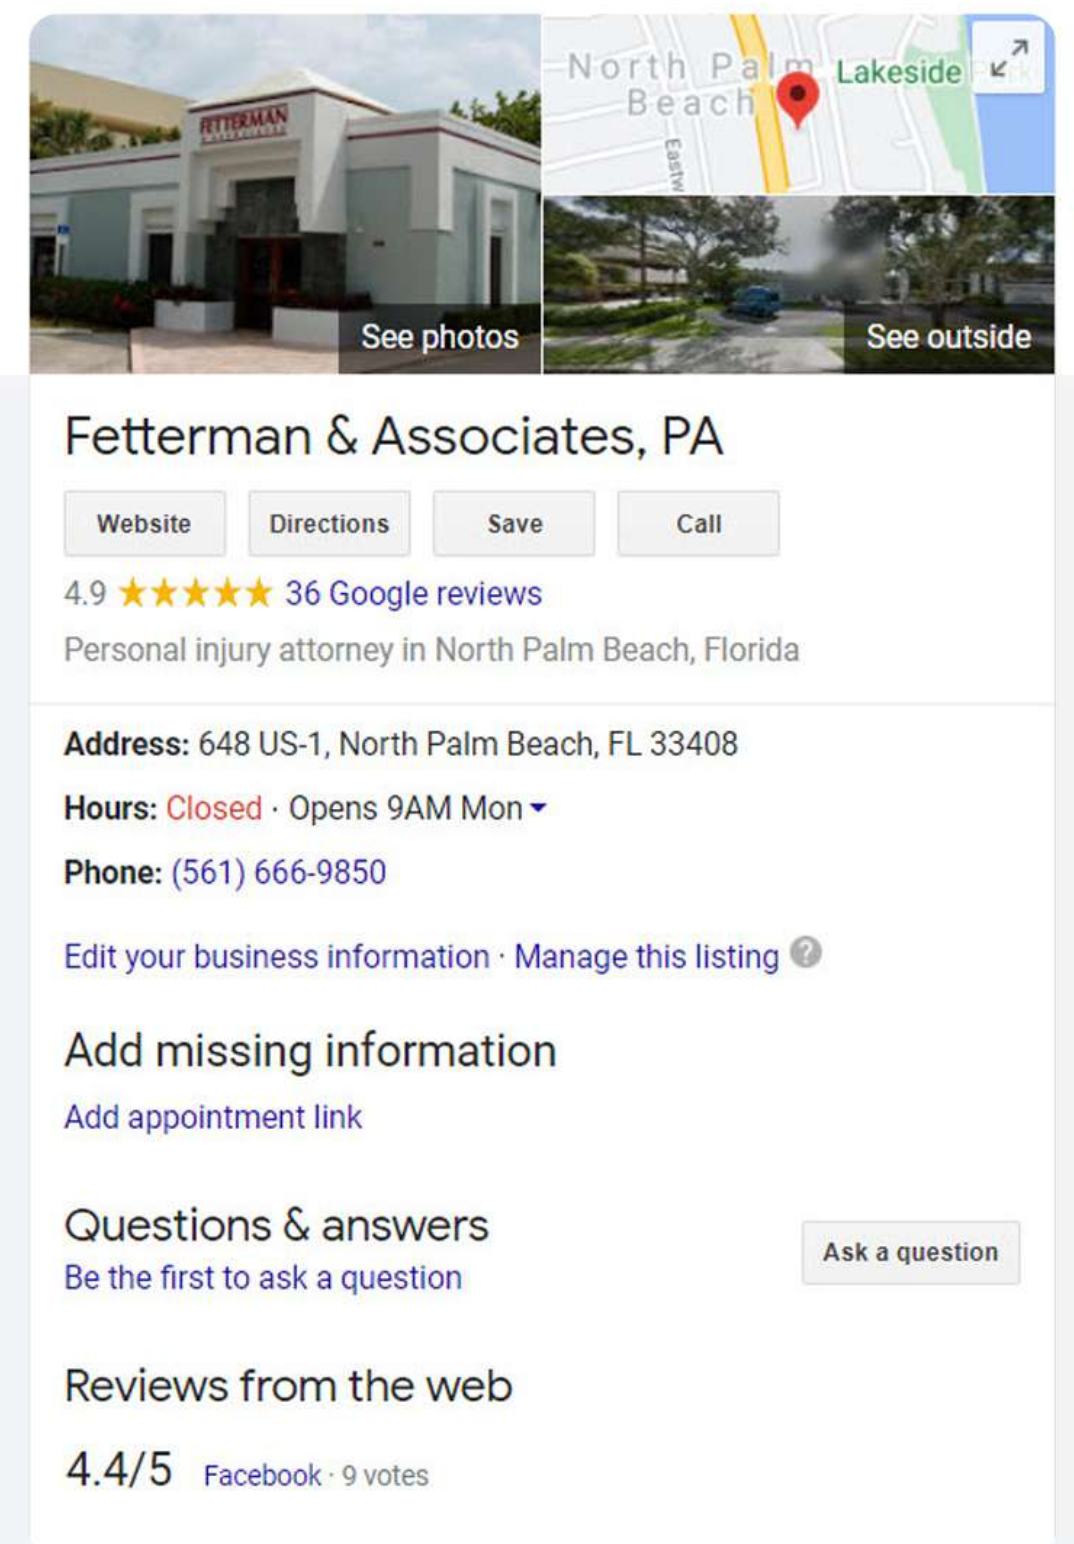 FETTERMAN
See photos
North Palm
Beach
Lakeside
Eastw
See outside
Fetterman & Associates, PA
Website
Directions
Save
Call
4.9 36 Google reviews
Personal injury attorney in North Palm Beach, Florida
Address: 648 US-1, North Palm Beach, FL 33408
Hours: Closed · Opens 9AM Mon
Phone: (561) 666-9850
Edit your business information · Manage this listing ?
Add missing information
Add appointment link
Questions & answers
Be the first to ask a question
Ask a question
Reviews from the web
4.4/5 Facebook · 9 votes